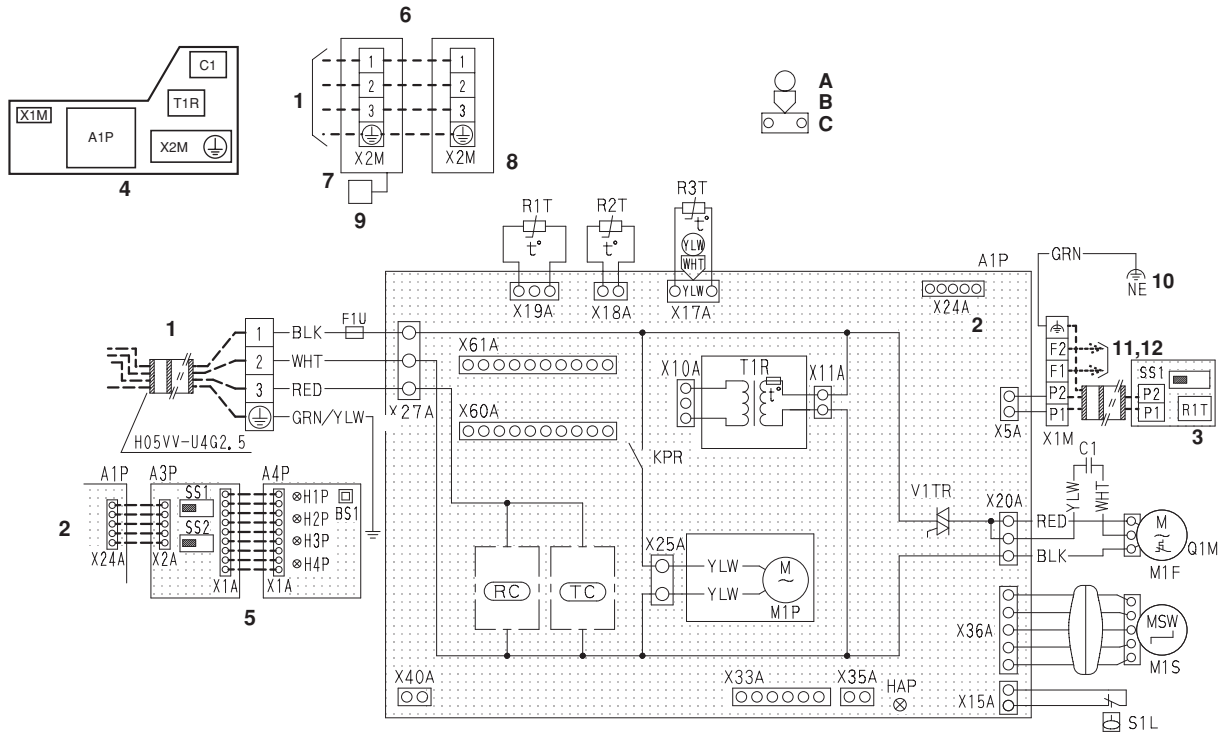 6
C1
T1R
X1M
A1P
X2M
4
1
1 1
2 2
3 3
X2M X2M
7 8
9
A
B
C
R1T R2T R3T
t° t° t°
YLW
WHT
YLW
X19A X18A X17A
A1P
X24A
2
GRN
NE 10
1
1 BLK F1U
2 WHT
3 RED
GRN/YLW
X27A
H05VV-U4G2.5
X61A
X60A
X10A T1R X11A
t°
KPR
F2 11,12
F1
P2
P1
X5A X1M
SS1
P2
P1 R1T
3
C1
YLW WHT
V1TR X20A RED
BLK
M
~
Q1M
M1F
A1P A3P A4P
SS1
SS2
H1P
H2P
H3P
H4P
BS1
2
X24A X2A X1A X1A
5
RC TC
X25A
YLW
YLW
M
~
M1P
X36A
MSW
M1S
X40A X33A X35A HAP
X15A
S1L